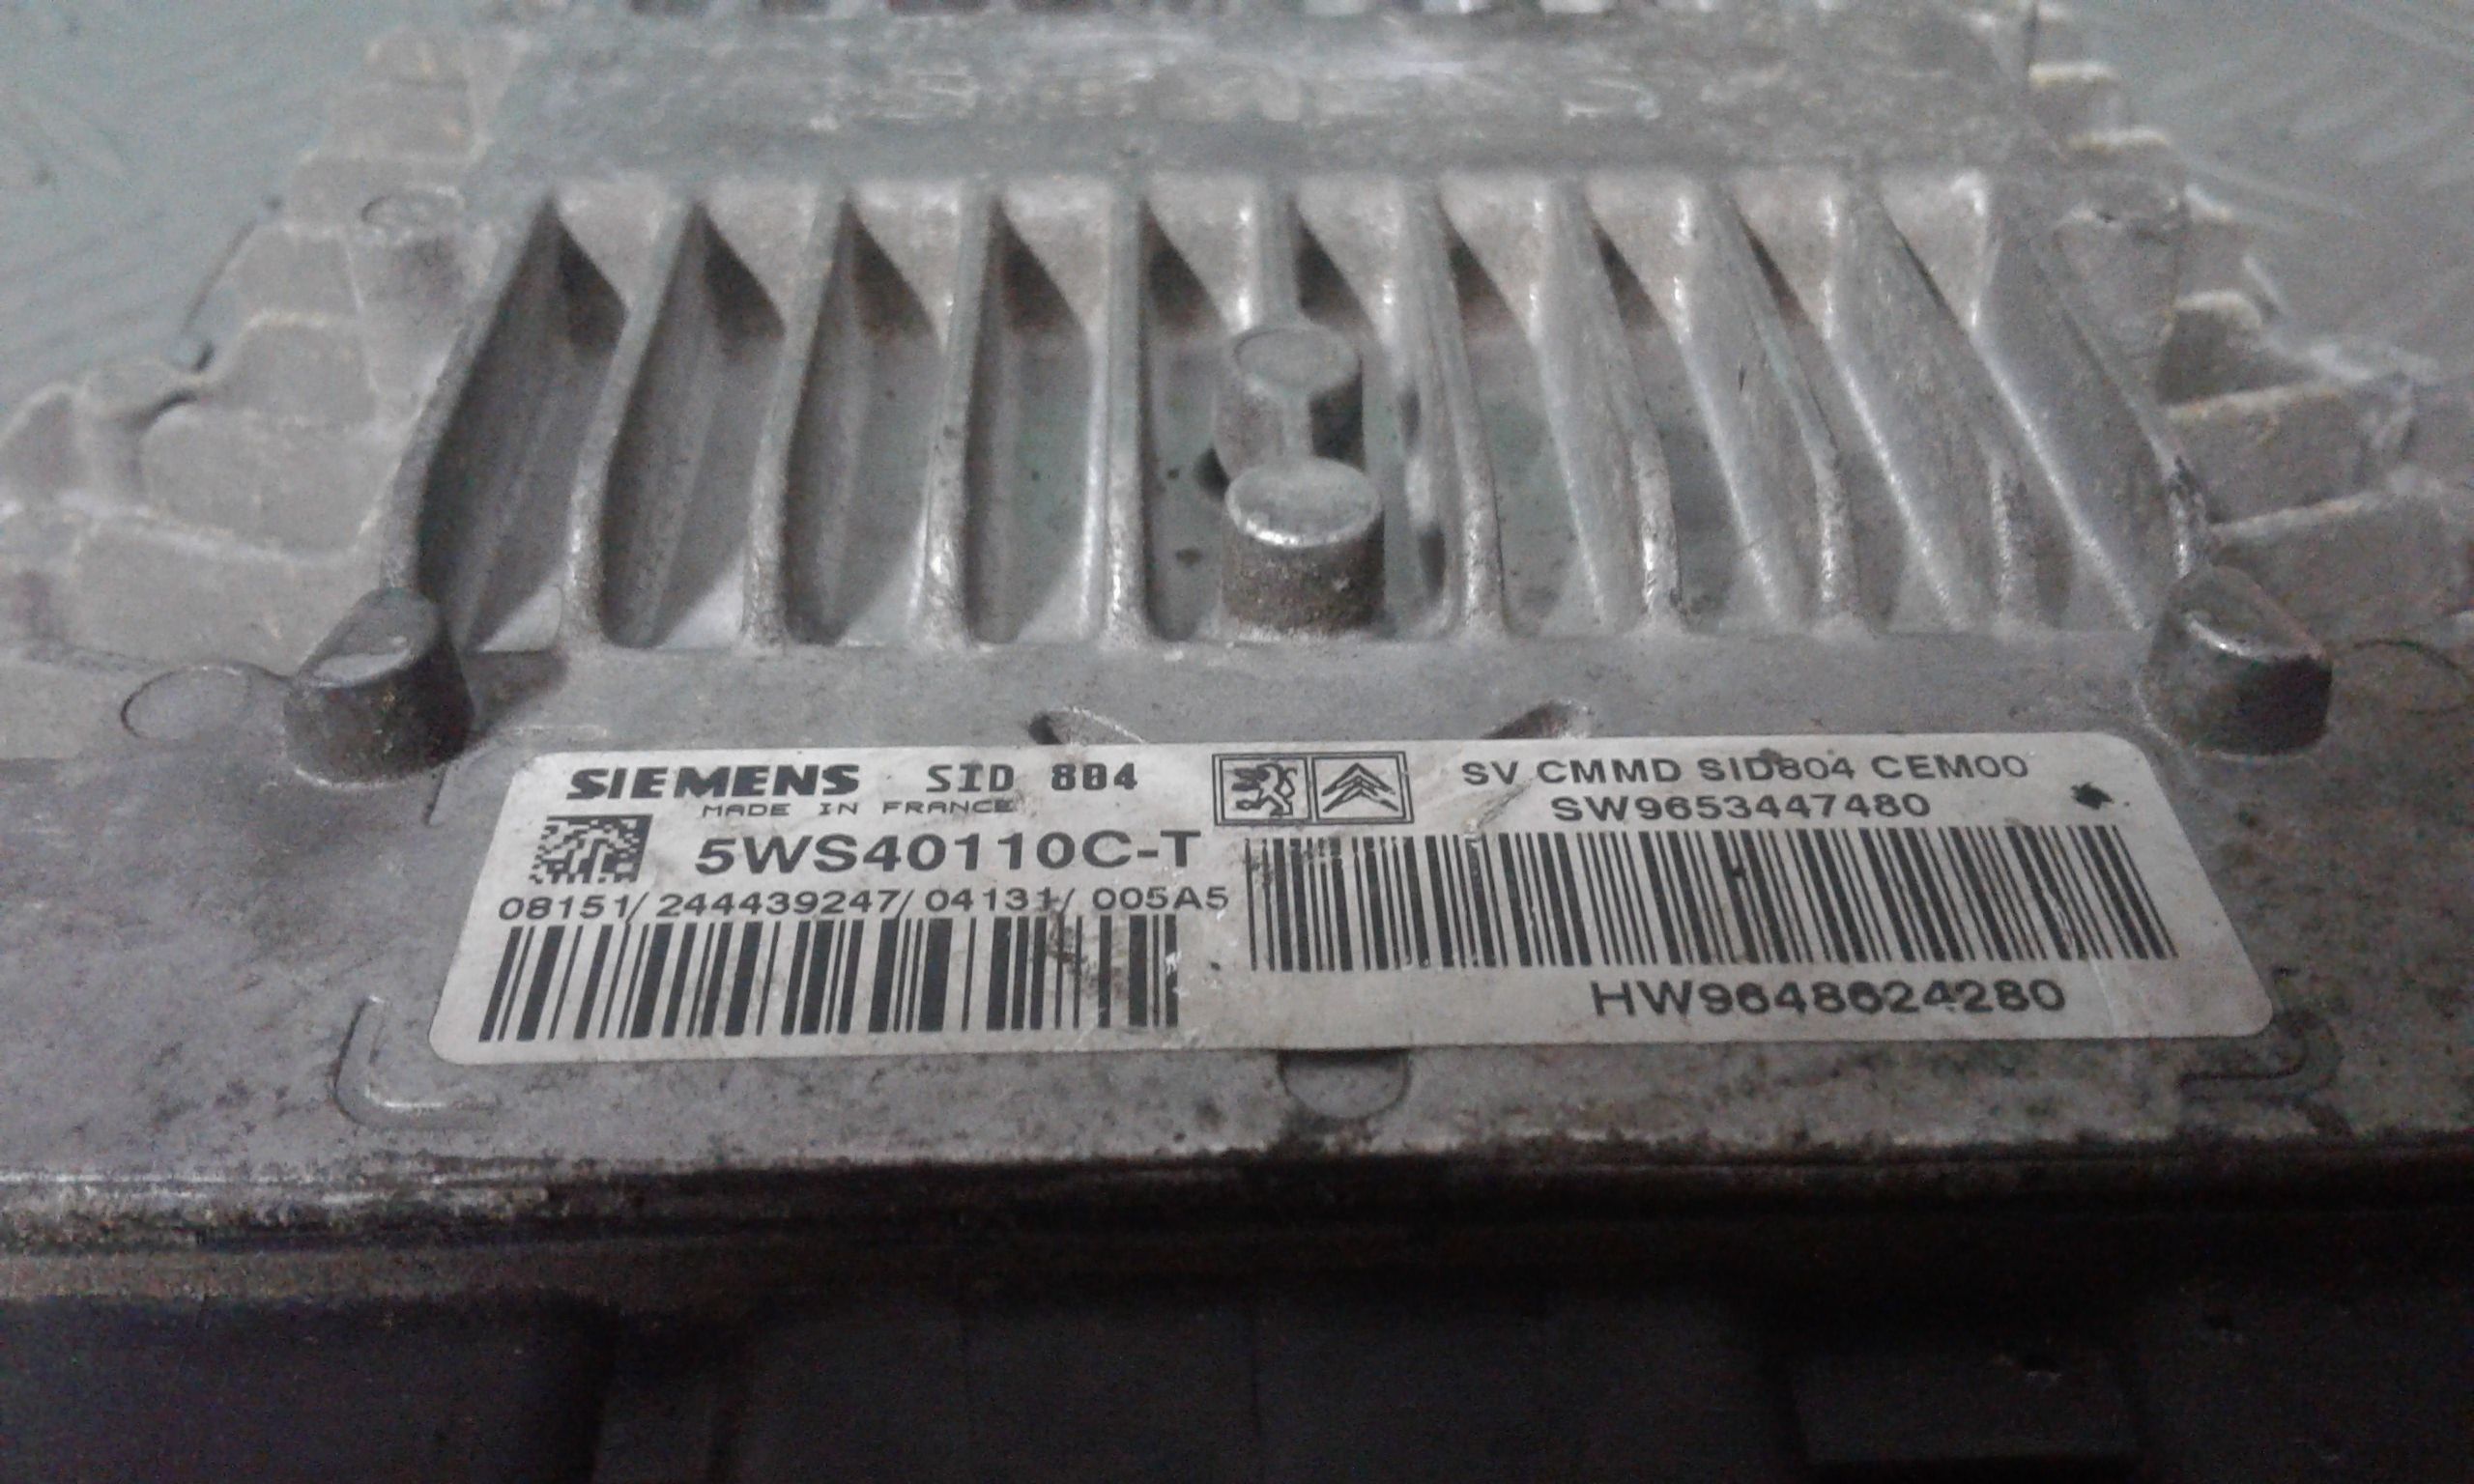 SIEMENS SID 804
MADE IN FRANCE
5WS40110C-T
08151/244439247/04131/005A5
SV CMMD SID804 CEM00
SW9653447480
HW9648624280